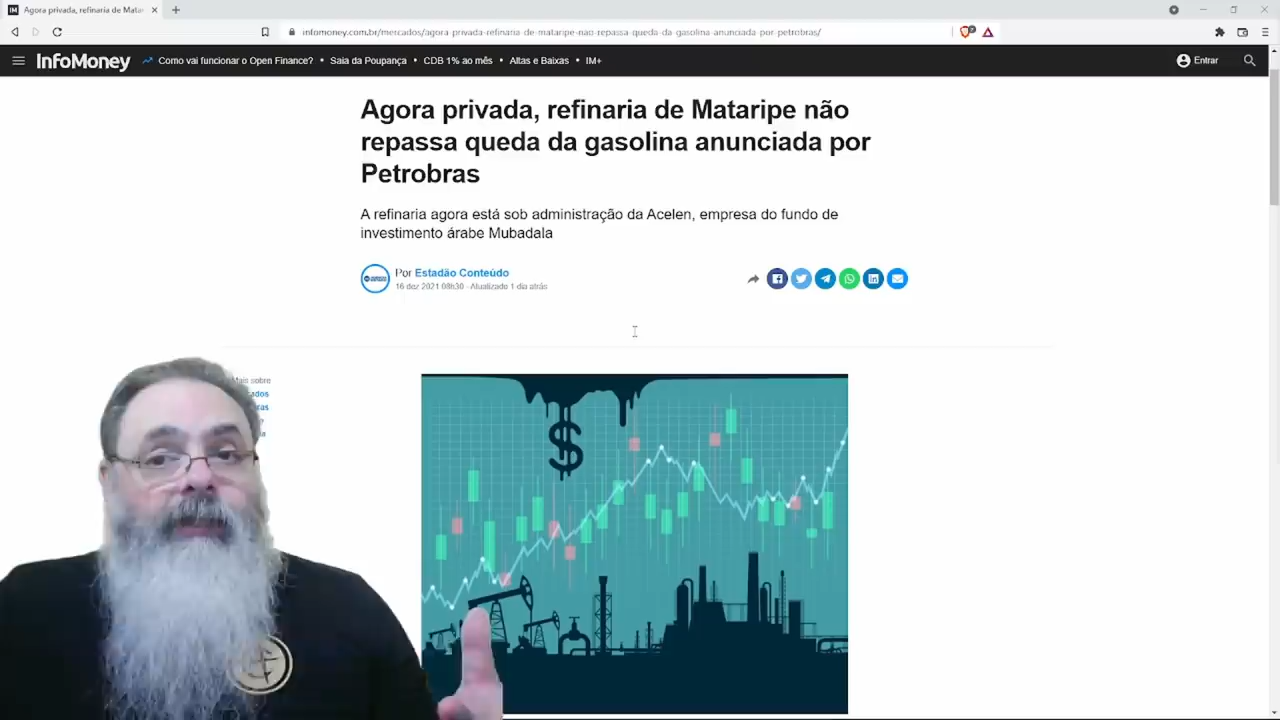 Agora privada, refinaria de Mata
infomoney.com.br/mercados/agora-privada-refinaria-de-mataripe-nao-repassa-queda-da-gasolina-anunciada-por-petrobras/
InfoMoney
Como vai funcionar o Open Finance? • Saia da Poupança • CDB 1% ao mês • Altas e Baixas • IM+
Entrar
Agora privada, refinaria de Mataripe não
repassa queda da gasolina anunciada por
Petrobras
A refinaria agora está sob administração da Acelen, empresa do fundo de
investimento árabe Mubadala
Por Estadão Conteúdo
16 dez 2021 08h30 - Atualizado 1 dia atrás
Mais sobre
$